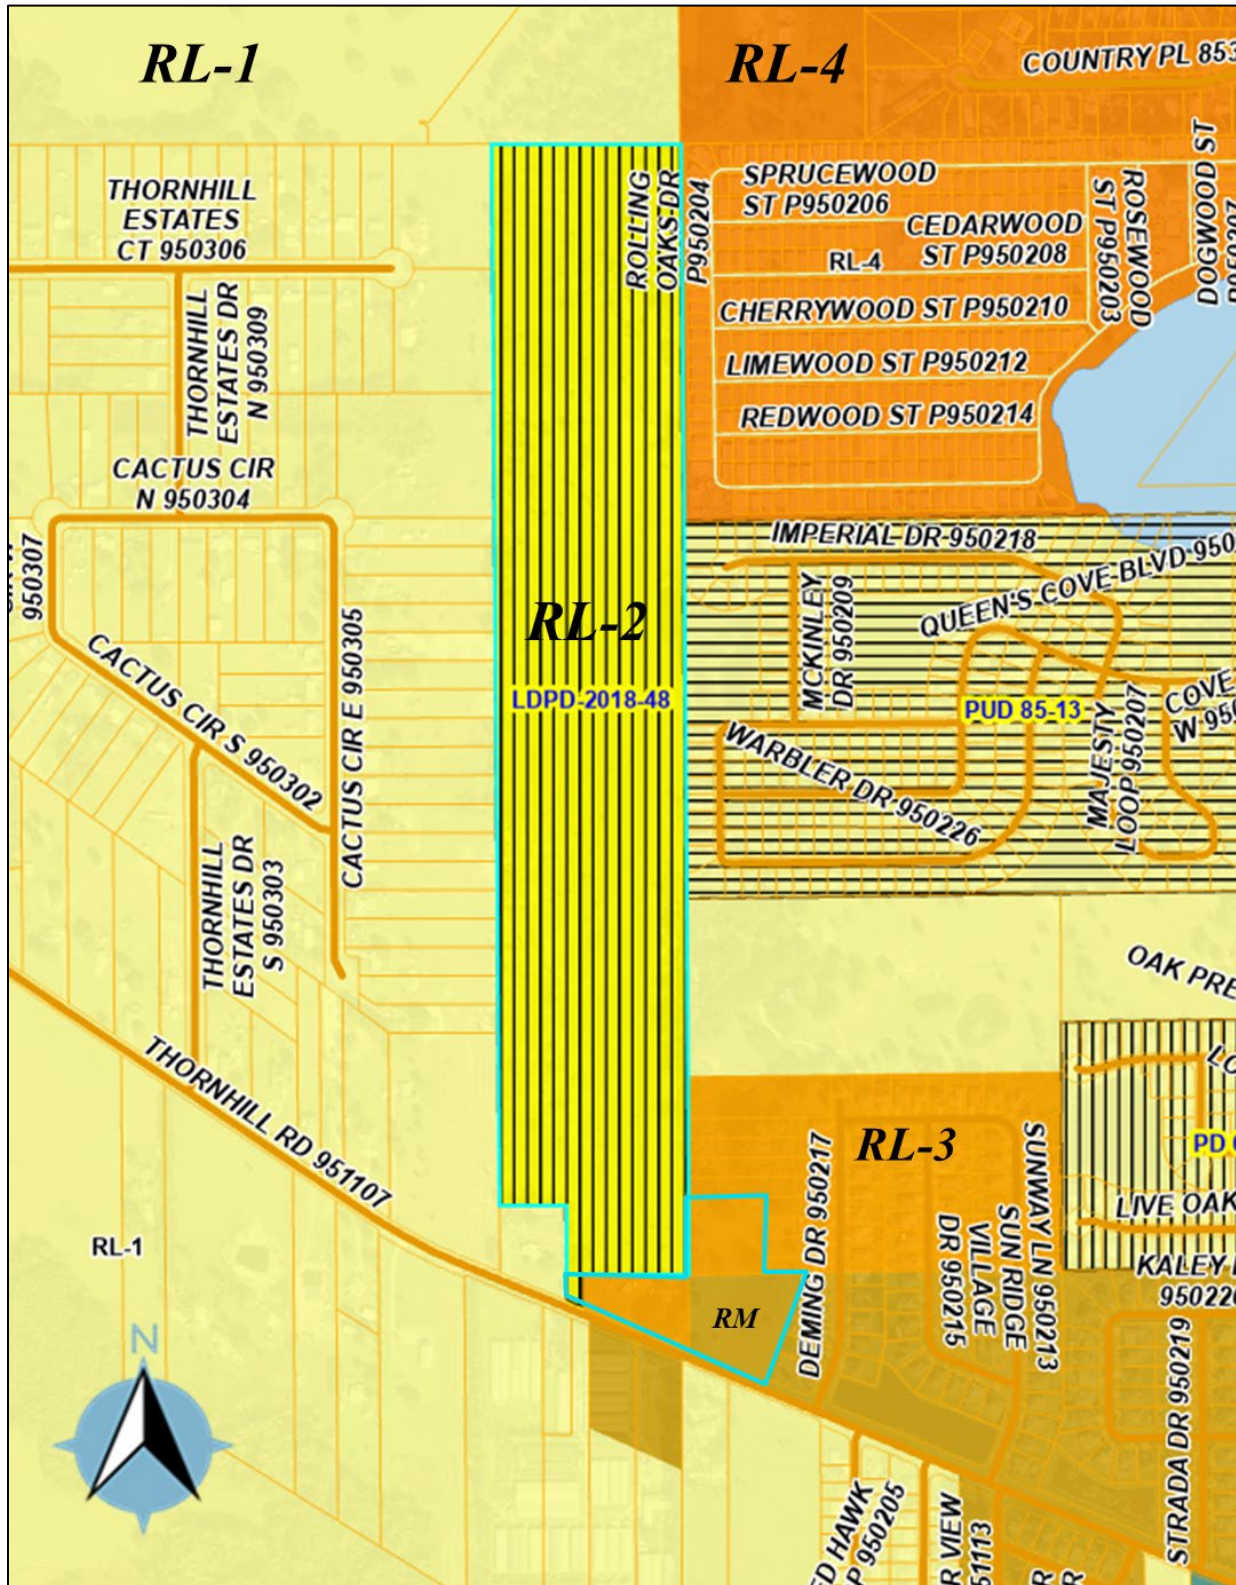 RL-1
RL-4
COUNTRY PL
THORNHILL
ESTATES
CT 950306
ROLLING
OAKS DR
P950204
SPRUCEWOOD
ST P950206
CEDARWOOD
ST P950208
RL-4
ROSEWOOD
ST P950203
DOGWOOD ST
THORNHILL
ESTATES DR
N 950309
CHERRYWOOD ST P950210
LIMEWOOD ST P950212
REDWOOD ST P950214
CACTUS CIR
N 950304
950307
IMPERIAL DR 950218
MCKINLEY
DR 950209
QUEEN'S COVE BLVD
RL-2
LDPD-2018-48
CACTUS CIR E 950305
CACTUS CIR S 950302
PUD 85-13
COVE
W
MAJESTY
LOOP 950207
WARBLER DR 950226
THORNHILL
ESTATES DR
S 950303
OAK
THORNHILL RD 951107
RL-3
DEMING DR 950217
SUN RIDGE
VILLAGE
DR 950215
SUNWAY LN 950213
PD
LIVE OAK
KALEY
RL-1
RM
N
STRADA DR 950219
HAWK
950205
VIEW